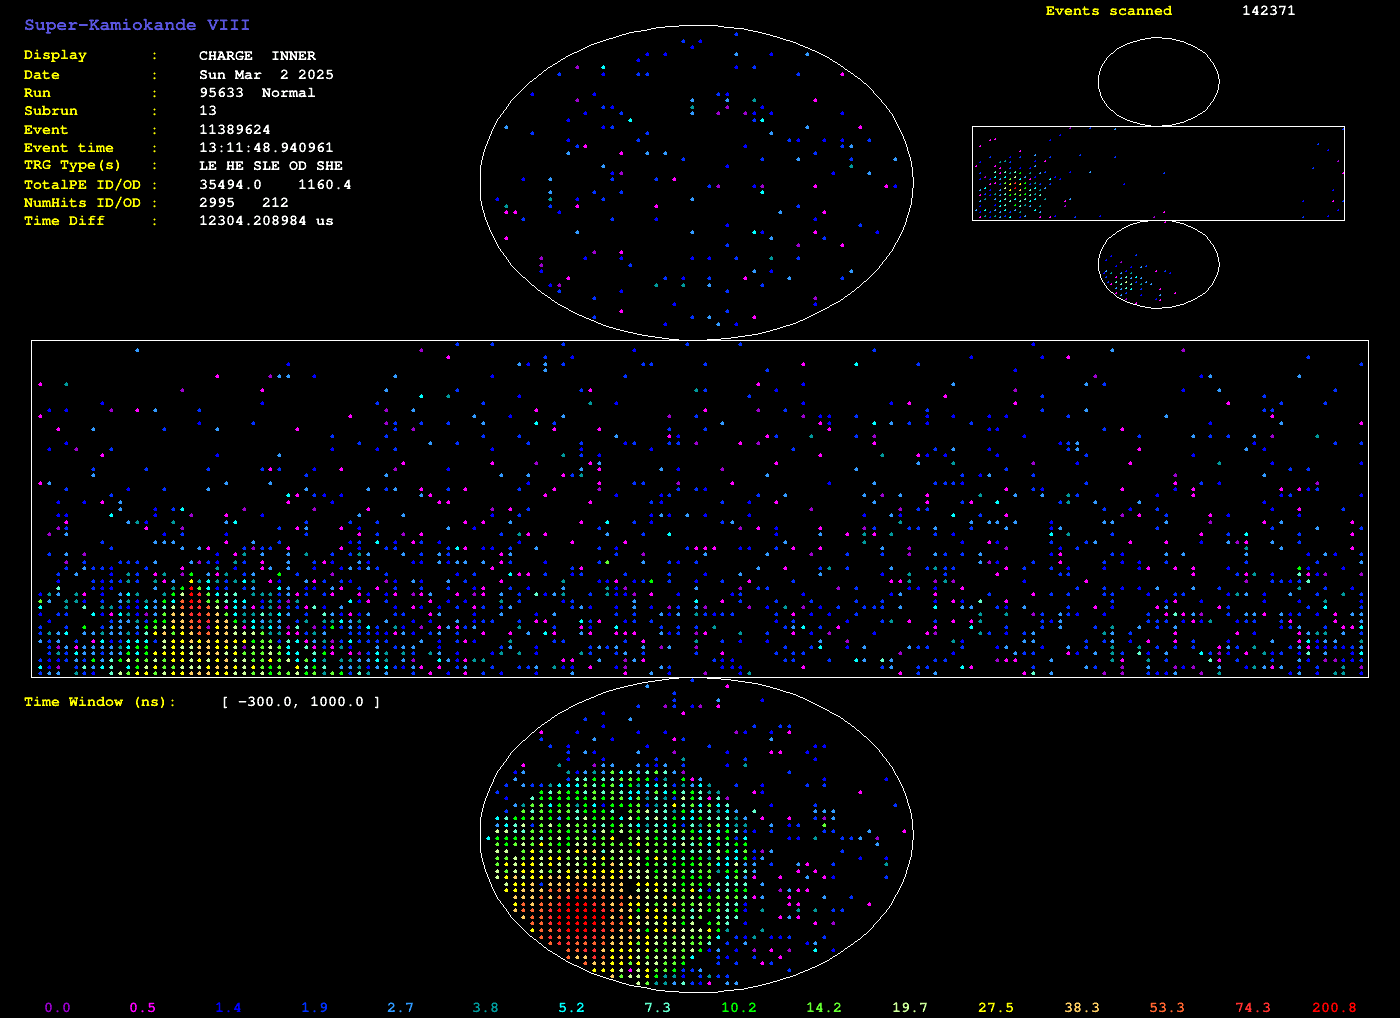 Super-Kamiokande VIII
Events scanned 142371
Display : CHARGE INNER
Date : Sun Mar 2 2025
Run : 95633 Normal
Subrun : 13
Event : 11389624
Event time : 13:11:48.940961
TRG Type(s) : LE HE SLE OD SHE
TotalPE ID/OD : 35494.0 1160.4
NumHits ID/OD : 2995 212
Time Diff : 12304.208984 us
Time Window (ns): [ -300.0, 1000.0 ]
0.0 0.5 1.4 1.9 2.7 3.8 5.2 7.3 10.2 14.2 19.7 27.5 38.3 53.3 74.3 200.8